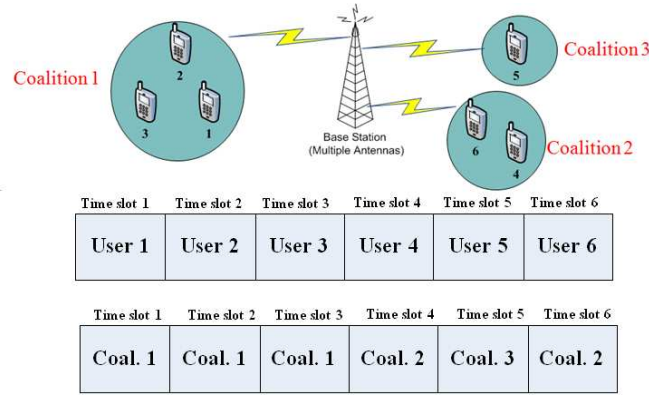 Coalition 1
2
3
1
Base Station
(Multiple Antennas)
5
Coalition 3
6
4
Coalition 2
Time slot 1 Time slot 2 Time slot 3 Time slot 4 Time slot 5 Time slot 6
User 1 User 2 User 3 User 4 User 5 User 6
Time slot 1 Time slot 2 Time slot 3 Time slot 4 Time slot 5 Time slot 6
Coal. 1 Coal. 1 Coal. 1 Coal. 2 Coal. 3 Coal. 2